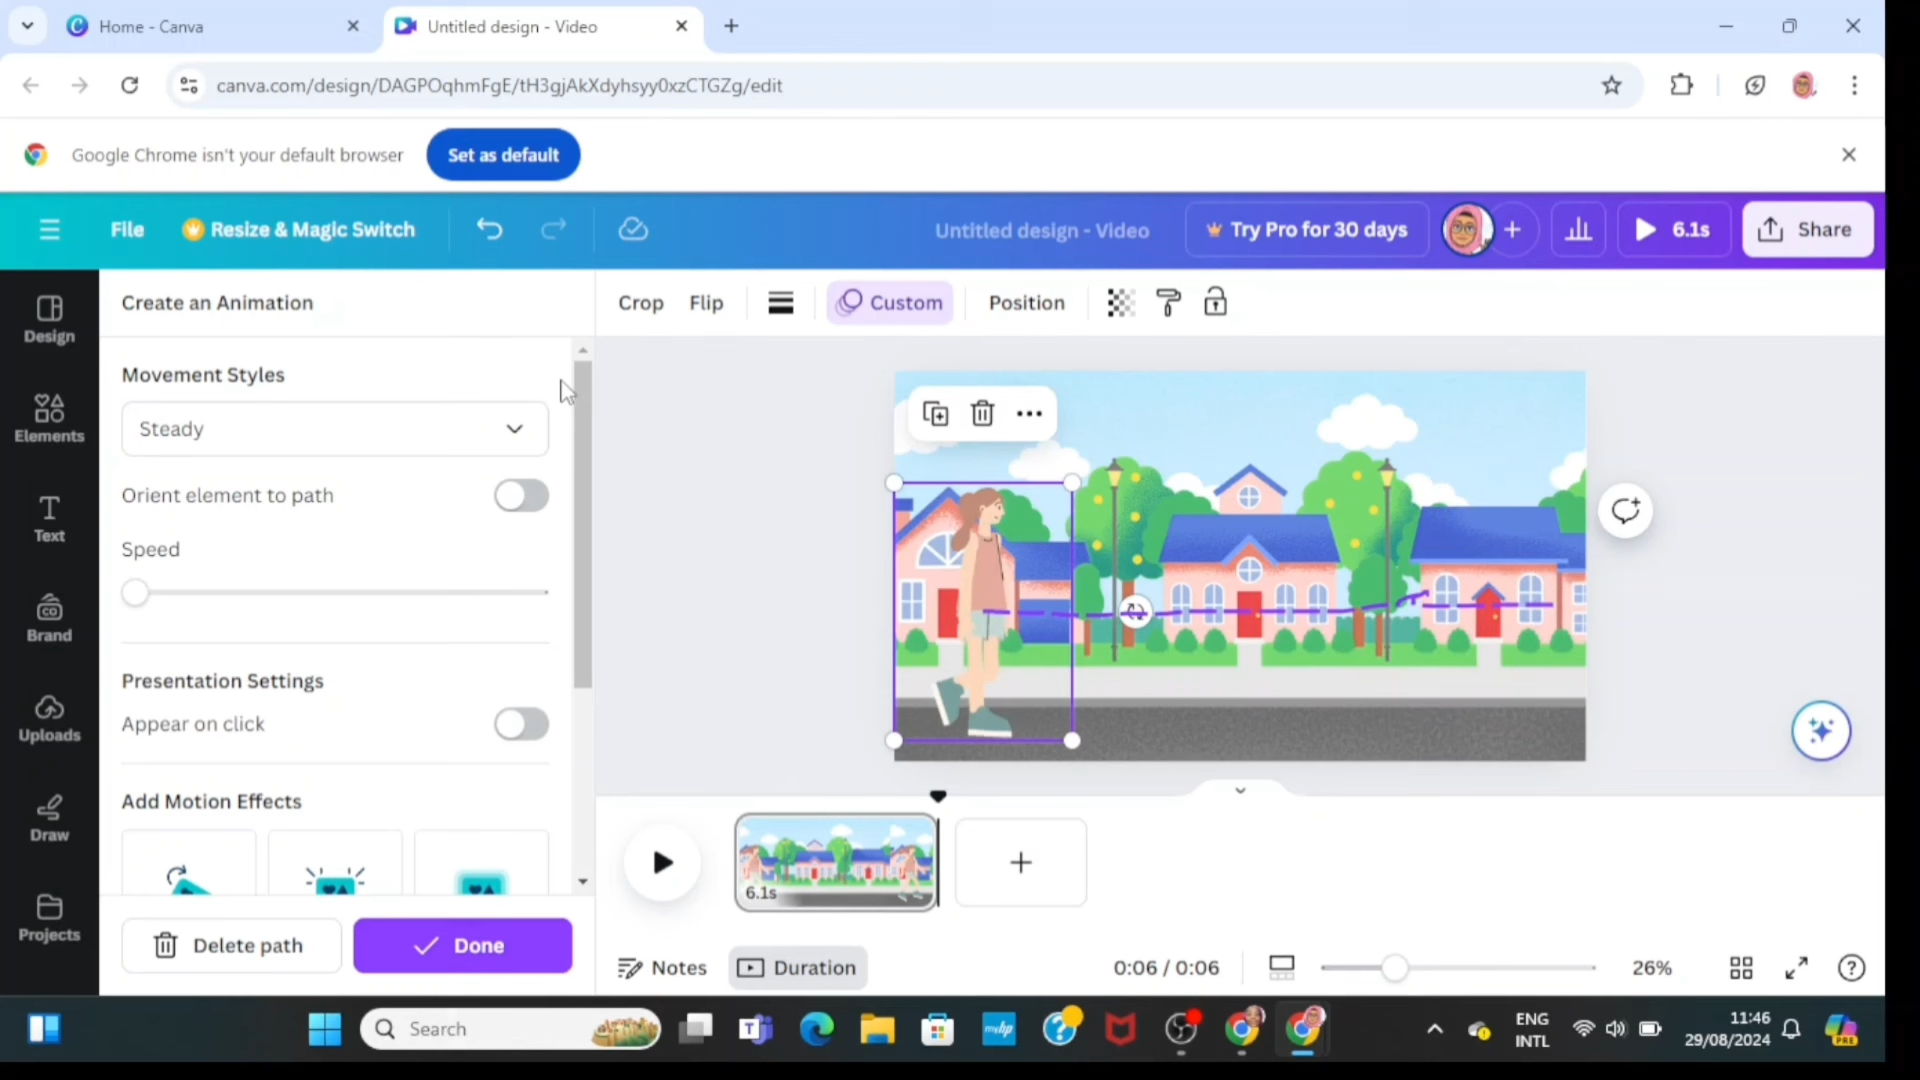 Home - Canva
Untitled design - Video
canva.com/design/DAGPOqhmFgE/tH3gjAkXdyhsyy0xzCTGZg/edit
Google Chrome isn't your default browser
Set as default
File
Resize & Magic Switch
Untitled design - Video
Try Pro for 30 days
6.1s
Share
Design
Elements
Text
Brand
Uploads
Draw
Projects
Create an Animation
Movement Styles
Steady
Orient element to path
Speed
Presentation Settings
Appear on click
Add Motion Effects
Delete path
Done
Crop
Flip
Custom
Position
6.1s
Notes
Duration
0:06 / 0:06
26%
Search
myhp
ENG
INTL
11:46
29/08/2024
PRE